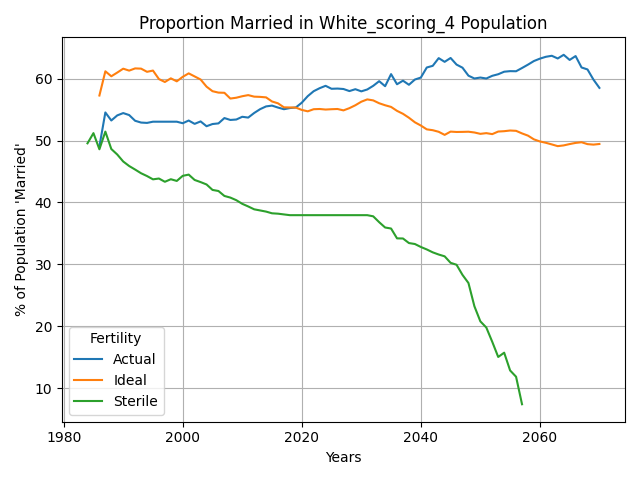 Proportion Married in White_scoring_4 Population
% of Population 'Married'
60
50
40
30
20
10
Fertility
Actual
Ideal
Sterile
1980
2000
2020
2040
2060
Years